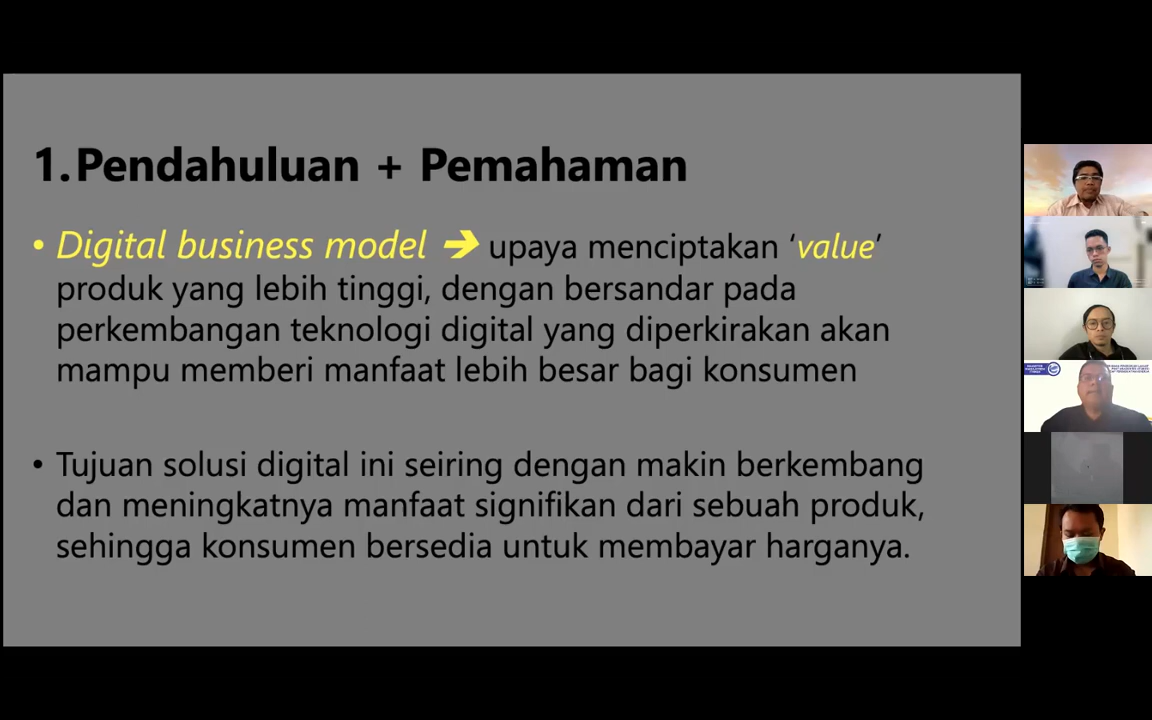 1. Pendahuluan + Pemahaman
• Digital business model ➔ upaya menciptakan ‘value’
produk yang lebih tinggi, dengan bersandar pada
perkembangan teknologi digital yang diperkirakan akan
mampu memberi manfaat lebih besar bagi konsumen
• Tujuan solusi digital ini seiring dengan makin berkembang
dan meningkatnya manfaat signifikan dari sebuah produk,
sehingga konsumen bersedia untuk membayar harganya.